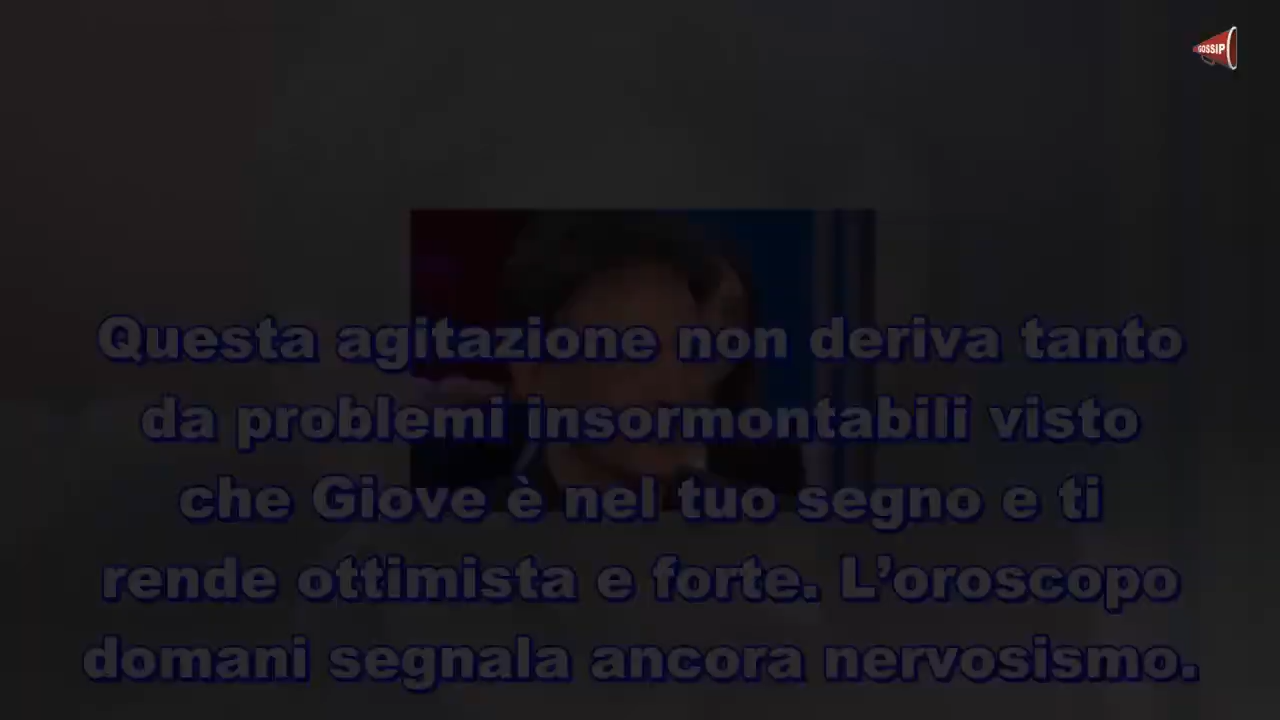 GOSSIP
Questa agitazione non deriva tanto
da problemi insormontabili visto
che Giove è nel tuo segno e ti
rende ottimista e forte. L’oroscopo
domani segnala ancora nervosismo.